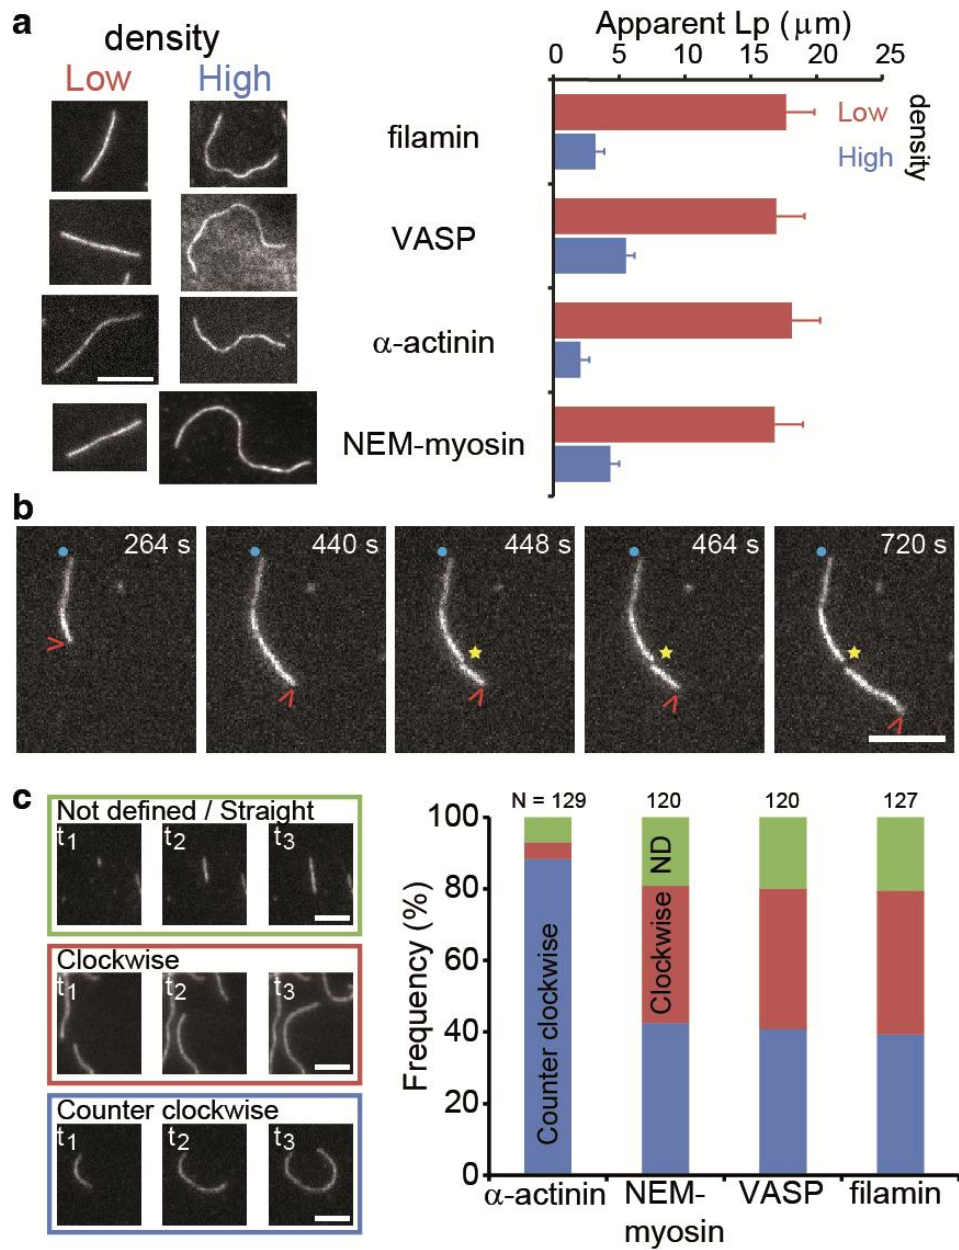 a
density
Low High
filamin
VASP
α-actinin
NEM-myosin
Apparent Lp (μm)
0 5 10 15 20 25
Low
High
density
b
264 s
440 s
448 s
464 s
720 s
c
Not defined / Straight
t1 t2 t3
Clockwise
t1 t2 t3
Counter clockwise
t1 t2 t3
Frequency (%)
100
80
60
40
20
0
N = 129 120 120 127
Counter clockwise
Clockwise
ND
α-actinin NEM- VASP filamin
myosin